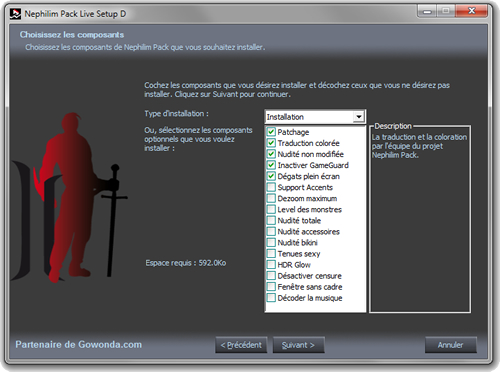 Nephilim Pack Live Setup D
Choisissez les composants
Choisissez les composants de Nephilim Pack que vous souhaitez installer.
Cochez les composants que vous désirez installer et décochez ceux que vous ne désirez pas
installer. Cliquez sur Suivant pour continuer.
Type d'installation :
Installation
Ou, sélectionnez les composants
optionnels que vous voulez
installer :
Patchage
Traduction colorée
Nudité non modifiée
Inactiver GameGuard
Dégats plein écran
Support Accents
Dezoom maximum
Level des monstres
Nudité totale
Nudité accessoires
Nudité bikini
Tenues sexy
HDR Glow
Désactiver censure
Fenêtre sans cadre
Décoder la musique
Description
La traduction et la coloration
par l'équipe du projet
Nephilim Pack.
Espace requis : 592.0Ko
Partenaire de Gowonda.com
< Précédent
Suivant >
Annuler